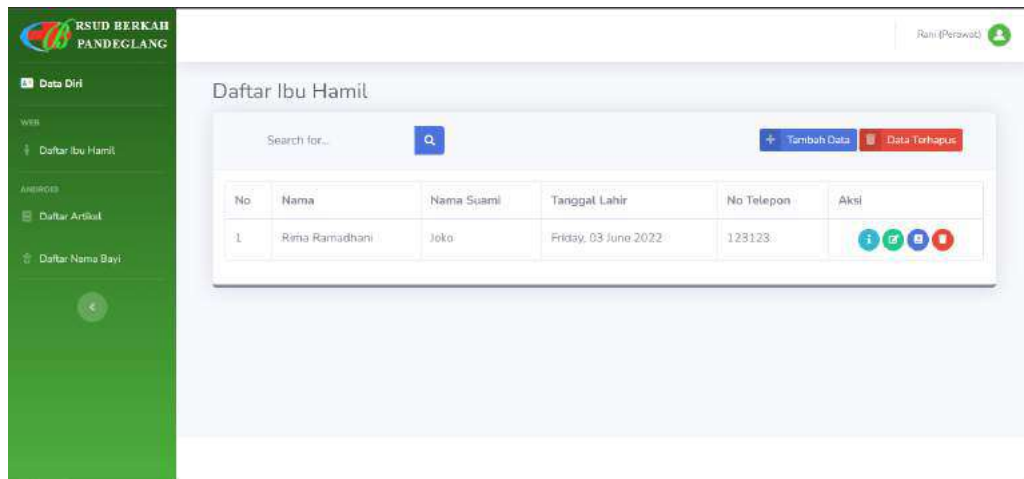 RSUD BERKAH
PANDEGLANG
Rani (Perawat)
Data Diri
WEB
Daftar Ibu Hamil
ANDROID
Daftar Artikel
Daftar Nama Bayi
Daftar Ibu Hamil
Search for...
Tambah Data
Data Terhapus
No Nama Nama Suami Tanggal Lahir No Telepon Aksi
1 Rima Ramadhani Joko Friday, 03 June 2022 123123